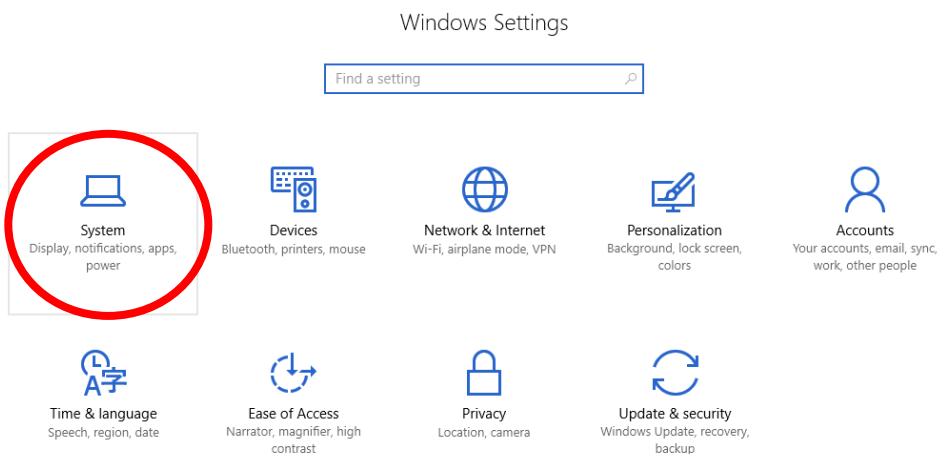 Windows Settings
Find a setting
System
Display, notifications, apps,
power
Devices
Bluetooth, printers, mouse
Network & Internet
Wi-Fi, airplane mode, VPN
Personalization
Background, lock screen,
colors
Accounts
Your accounts, email, sync,
work, other people
A字
Time & language
Speech, region, date
Ease of Access
Narrator, magnifier, high
contrast
Privacy
Location, camera
Update & security
Windows Update, recovery,
backup